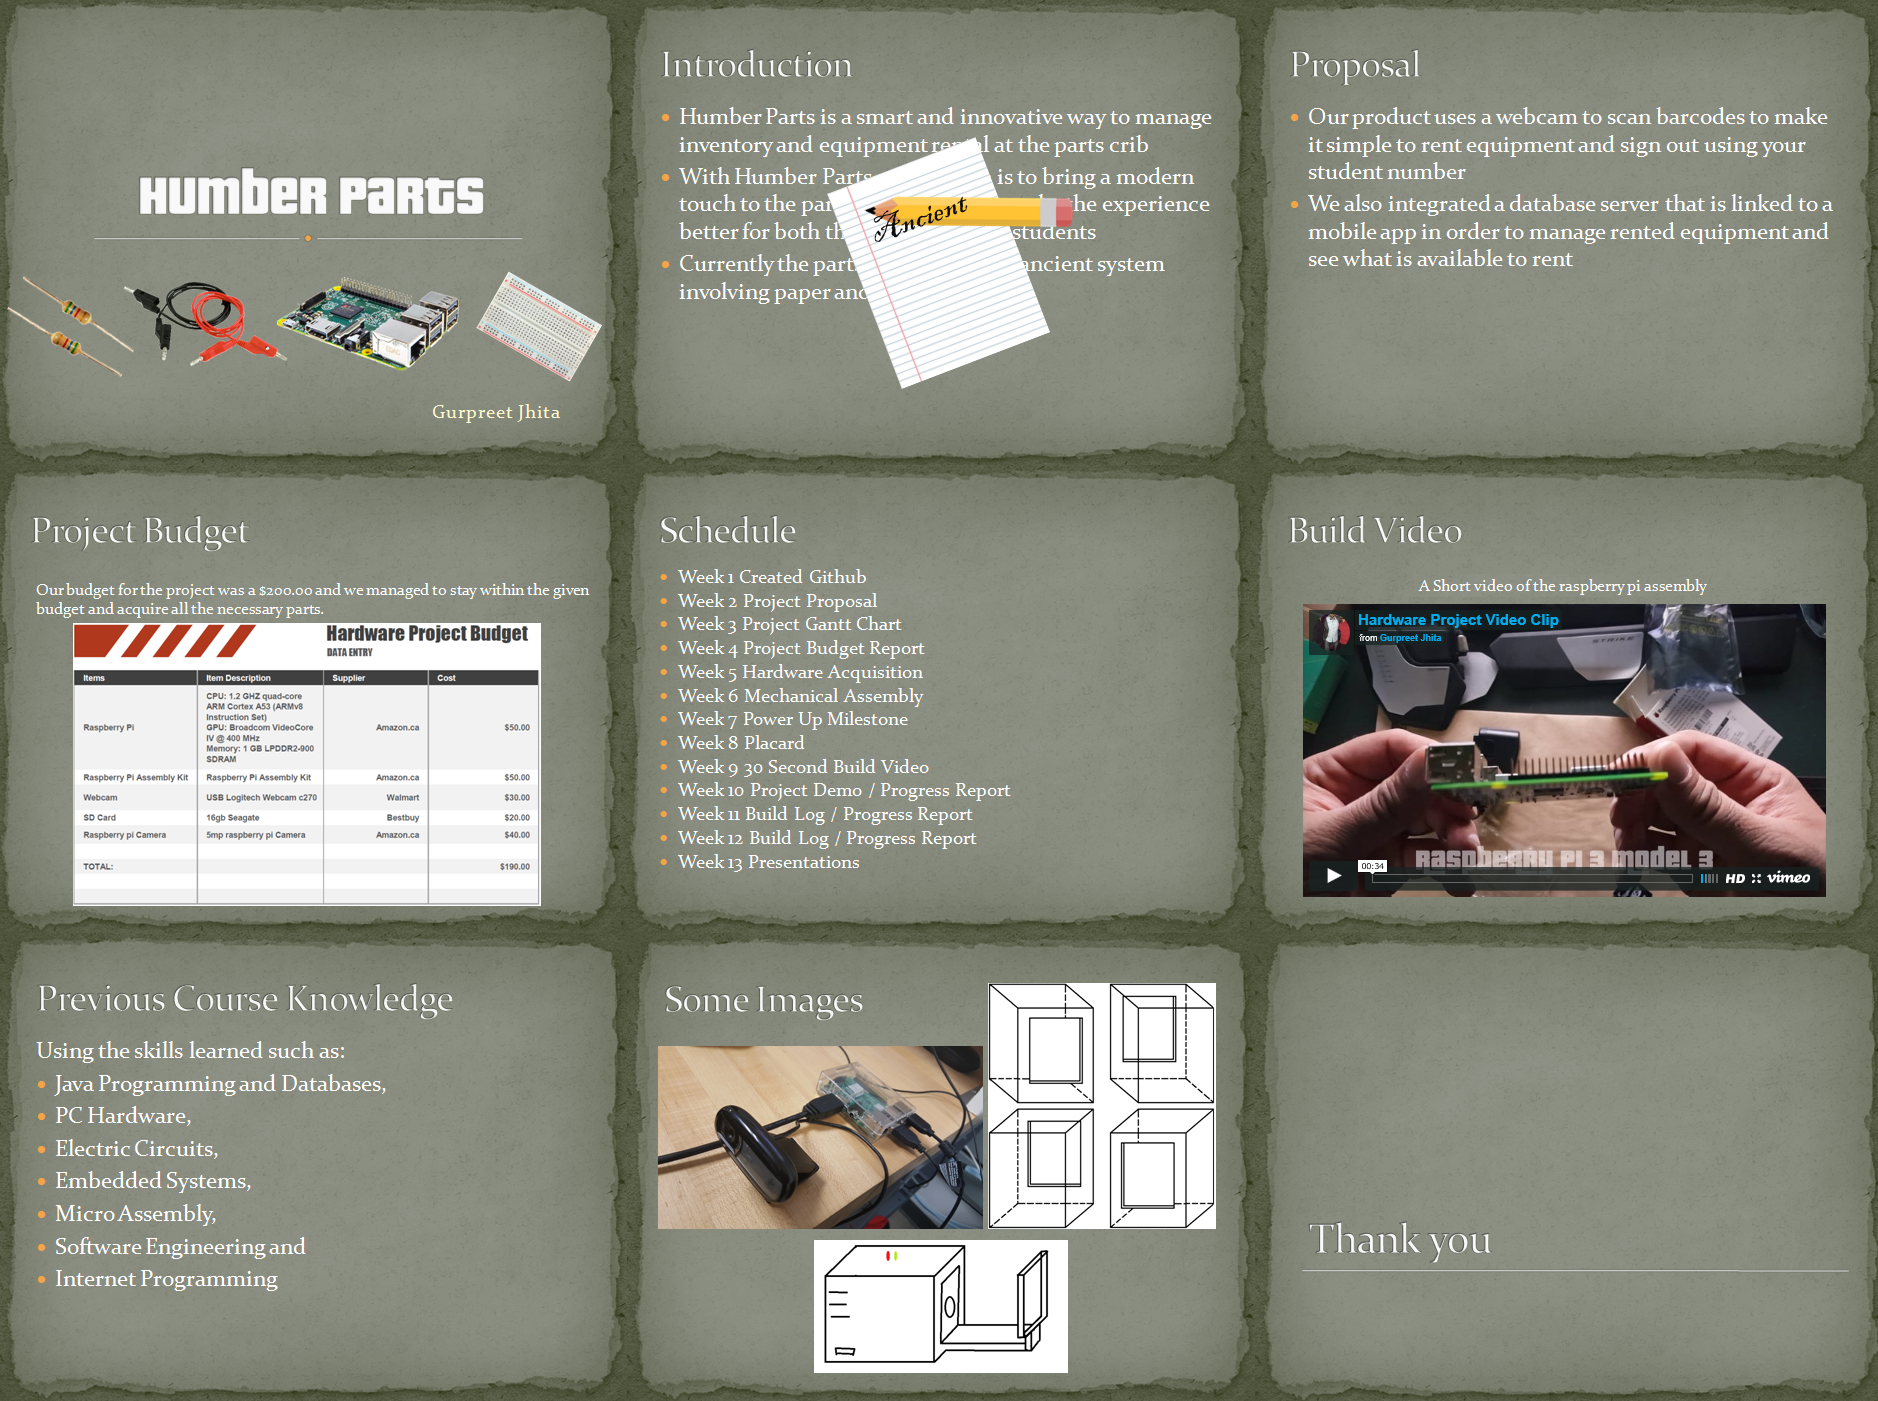 Humber Parts
Gurpreet Jhita
Introduction
Humber Parts is a smart and innovative way to manage
inventory and equipment rental at the parts crib
With Humber Parts is to bring a modern
touch to the the experience
better for both students
Currently the ancient system
involving paper
Ancient
Proposal
Our product uses a webcam to scan barcodes to make
it simple to rent equipment and sign out using your
student number
We also integrated a database server that is linked to a
mobile app in order to manage rented equipment and
see what is available to rent
Project Budget
Our budget for the project was a $200.00 and we managed to stay within the given
budget and acquire all the necessary parts.
Hardware Project Budget
DATA ENTRY
Items Item Description Supplier Cost
CPU: 1.2 GHZ quad-core
ARM Cortex A53 (ARMv8
Instruction Set)
Raspberry Pi GPU: Broadcom VideoCore Amazon.ca $50.00
IV @ 400 MHz
Memory: 1 GB LPDDR2-900
SDRAM
Raspberry Pi Assembly Kit Raspberry Pi Assembly Kit Amazon.ca $50.00
Webcam USB Logitech Webcam c270 Walmart $30.00
SD Card 16gb Seagate Bestbuy $20.00
Raspberry pi Camera 5mp raspberry pi Camera Amazon.ca $40.00
TOTAL: $190.00
Schedule
Week 1 Created Github
Week 2 Project Proposal
Week 3 Project Gantt Chart
Week 4 Project Budget Report
Week 5 Hardware Acquisition
Week 6 Mechanical Assembly
Week 7 Power Up Milestone
Week 8 Placard
Week 9 30 Second Build Video
Week 10 Project Demo / Progress Report
Week 11 Build Log / Progress Report
Week 12 Build Log / Progress Report
Week 13 Presentations
Build Video
A Short video of the raspberry pi assembly
Hardware Project Video Clip
from Gurpreet Jhita
STRIKE
Raspberry Pi 3 Model 3
00:34
HD vimeo
Previous Course Knowledge
Using the skills learned such as:
Java Programming and Databases,
PC Hardware,
Electric Circuits,
Embedded Systems,
Micro Assembly,
Software Engineering and
Internet Programming
Some Images
Thank you